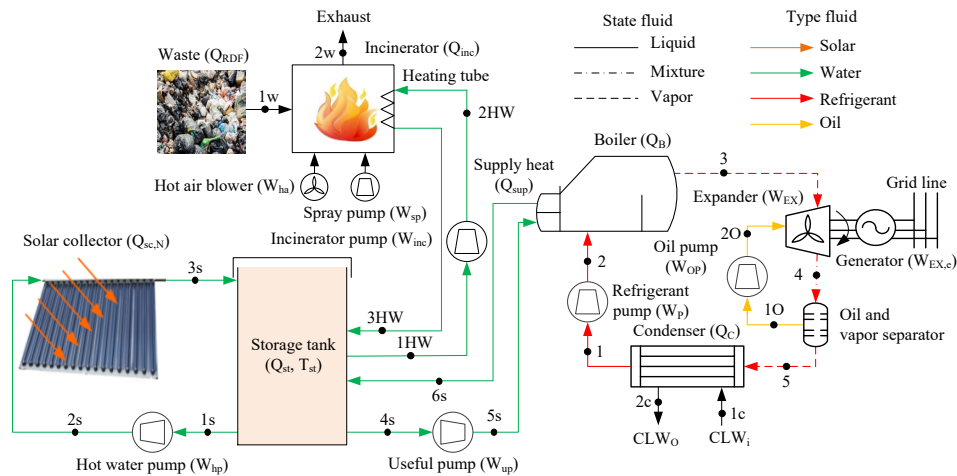 Exhaust
2w
Incinerator (Q_inc)
Waste (Q_RDF)
Heating tube
1w
2HW
Hot air blower (W_ha)
Spray pump (W_sp)
Incinerator pump (W_inc)
State fluid
Liquid
Mixture
Vapor
Type fluid
Solar
Water
Refrigerant
Oil
Boiler (Q_B)
Supply heat
(Q_sup)
3
Expander (W_EX)
Grid line
2O
Oil pump
(W_OP)
Generator (W_EX,e)
4
2
Refrigerant
pump (W_P)
1O
Oil and
vapor separator
Condenser (Q_C)
1
5
2c
1c
CLW_O
CLW_i
Solar collector (Q_sc,N)
3s
3HW
1HW
Storage tank
(Q_st, T_st)
6s
2s
1s
4s
5s
Hot water pump (W_hp)
Useful pump (W_up)